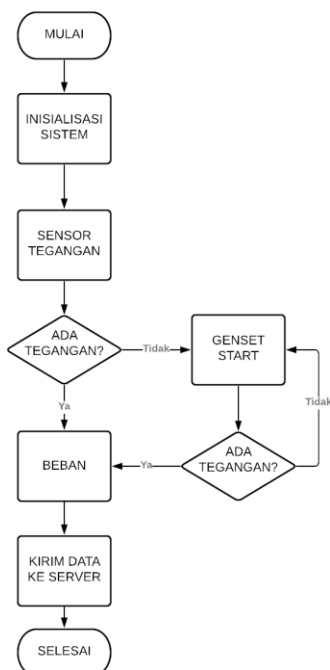 MULAI
INISIALISASI
SISTEM
SENSOR
TEGANGAN
ADA
TEGANGAN?
Tidak
GENSET
START
Ya
Tidak
ADA
TEGANGAN?
Ya
BEBAN
KIRIM DATA
KE SERVER
SELESAI